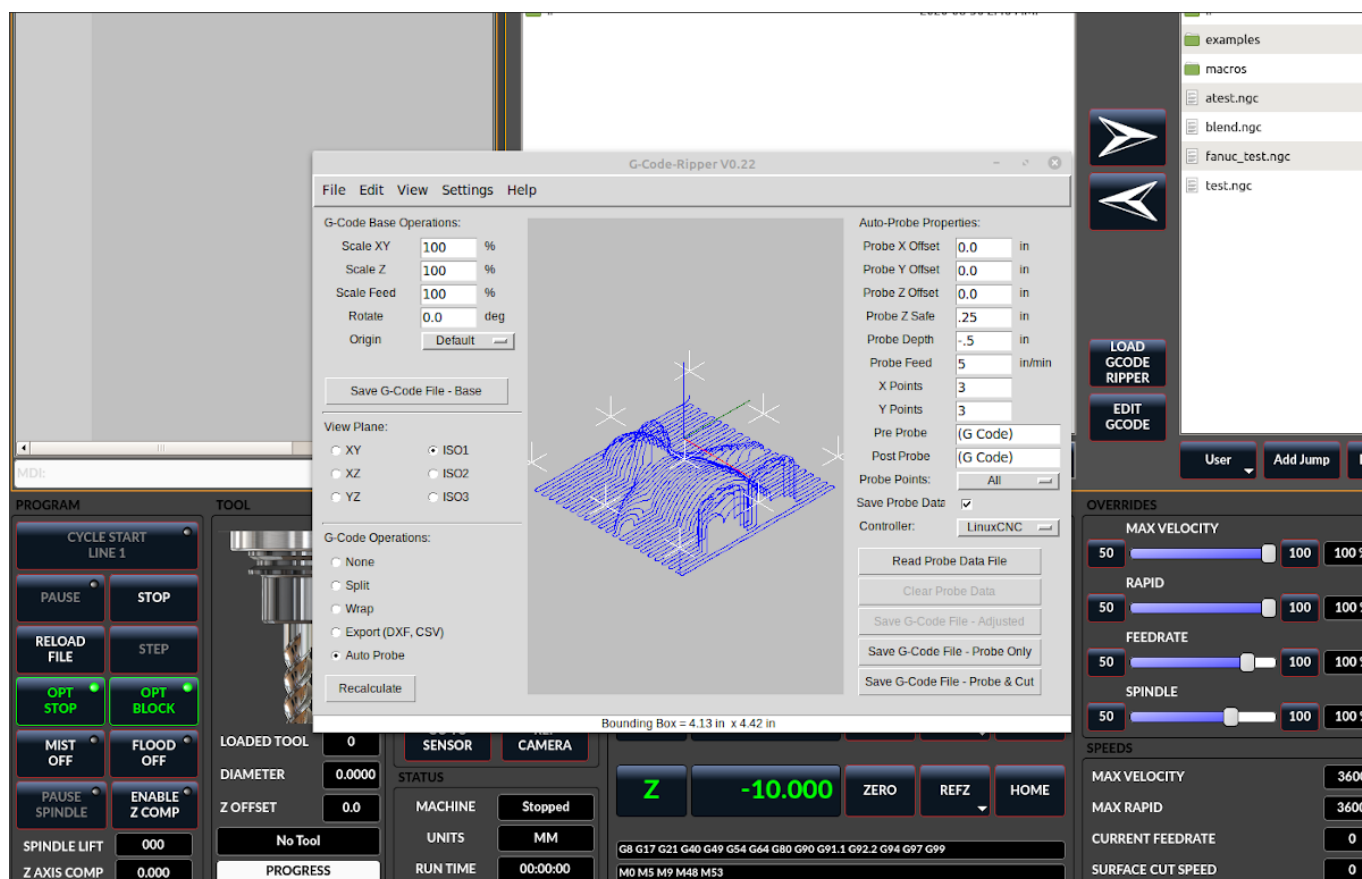 examples
macros
atest.ngc
blend.ngc
fanuc_test.ngc
test.ngc
G-Code-Ripper V0.22
File Edit View Settings Help
G-Code Base Operations:
Scale XY 100 %
Scale Z 100 %
Scale Feed 100 %
Rotate 0.0 deg
Origin Default
Save G-Code File - Base
View Plane:
XY ISO1
XZ ISO2
YZ ISO3
G-Code Operations:
None
Split
Wrap
Export (DXF, CSV)
Auto Probe
Recalculate
Auto-Probe Properties:
Probe X Offset 0.0 in
Probe Y Offset 0.0 in
Probe Z Offset 0.0 in
Probe Z Safe .25 in
Probe Depth -.5 in
Probe Feed 5 in/min
X Points 3
Y Points 3
Pre Probe (G Code)
Post Probe (G Code)
Probe Points: All
Save Probe Data
Controller: LinuxCNC
Read Probe Data File
Clear Probe Data
Save G-Code File - Adjusted
Save G-Code File - Probe Only
Save G-Code File - Probe & Cut
Bounding Box = 4.13 in x 4.42 in
LOAD
GCODE
RIPPER
EDIT
GCODE
User Add Jump
MDI:
PROGRAM
CYCLE START
LINE 1
PAUSE STOP
RELOAD
FILE
STEP
OPT
STOP
OPT
BLOCK
MIST
OFF
FLOOD
OFF
PAUSE
SPINDLE
ENABLE
Z COMP
SPINDLE LIFT 000
Z AXIS COMP 0.000
TOOL
LOADED TOOL 0
DIAMETER 0.0000
Z OFFSET 0.0
No Tool
PROGRESS
SENSOR
CAMERA
STATUS
MACHINE Stopped
UNITS MM
RUN TIME 00:00:00
Z -10.000 ZERO REFZ HOME
G8 G17 G21 G40 G49 G54 G64 G80 G90 G91.1 G92.2 G94 G97 G99
M0 M5 M9 M48 M53
OVERRIDES
MAX VELOCITY
50 100 100 %
RAPID
50 100 100
FEEDRATE
50 100 100
SPINDLE
50 100 100
SPEEDS
MAX VELOCITY 3600
MAX RAPID 3600
CURRENT FEEDRATE 0
SURFACE CUT SPEED 0